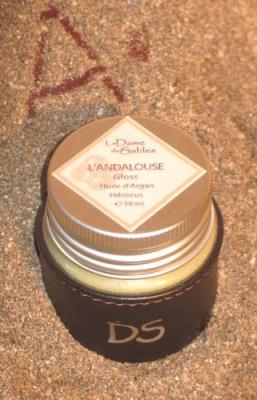 A
La Dame
des Sables
L'ANDALOUSE
Gloss
Huile d'Argan
Hibiscus
℮ 50 ml
DS